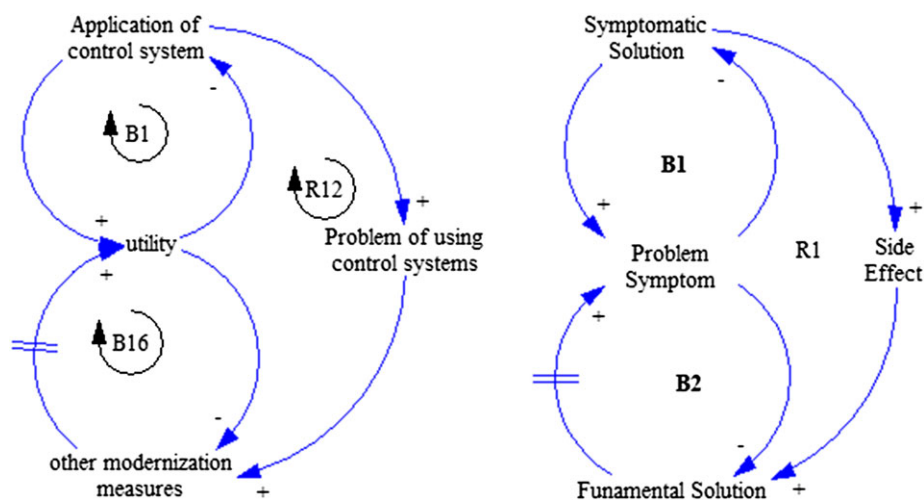 Application of
control system
-
B1
R12
+
+
utility
+
Problem of using
control systems
B16
-
other modernization
measures
+
Symptomatic
Solution
-
B1
+
+
Problem
Symptom
R1
Side
Effect
+
B2
-
Funamental Solution
+